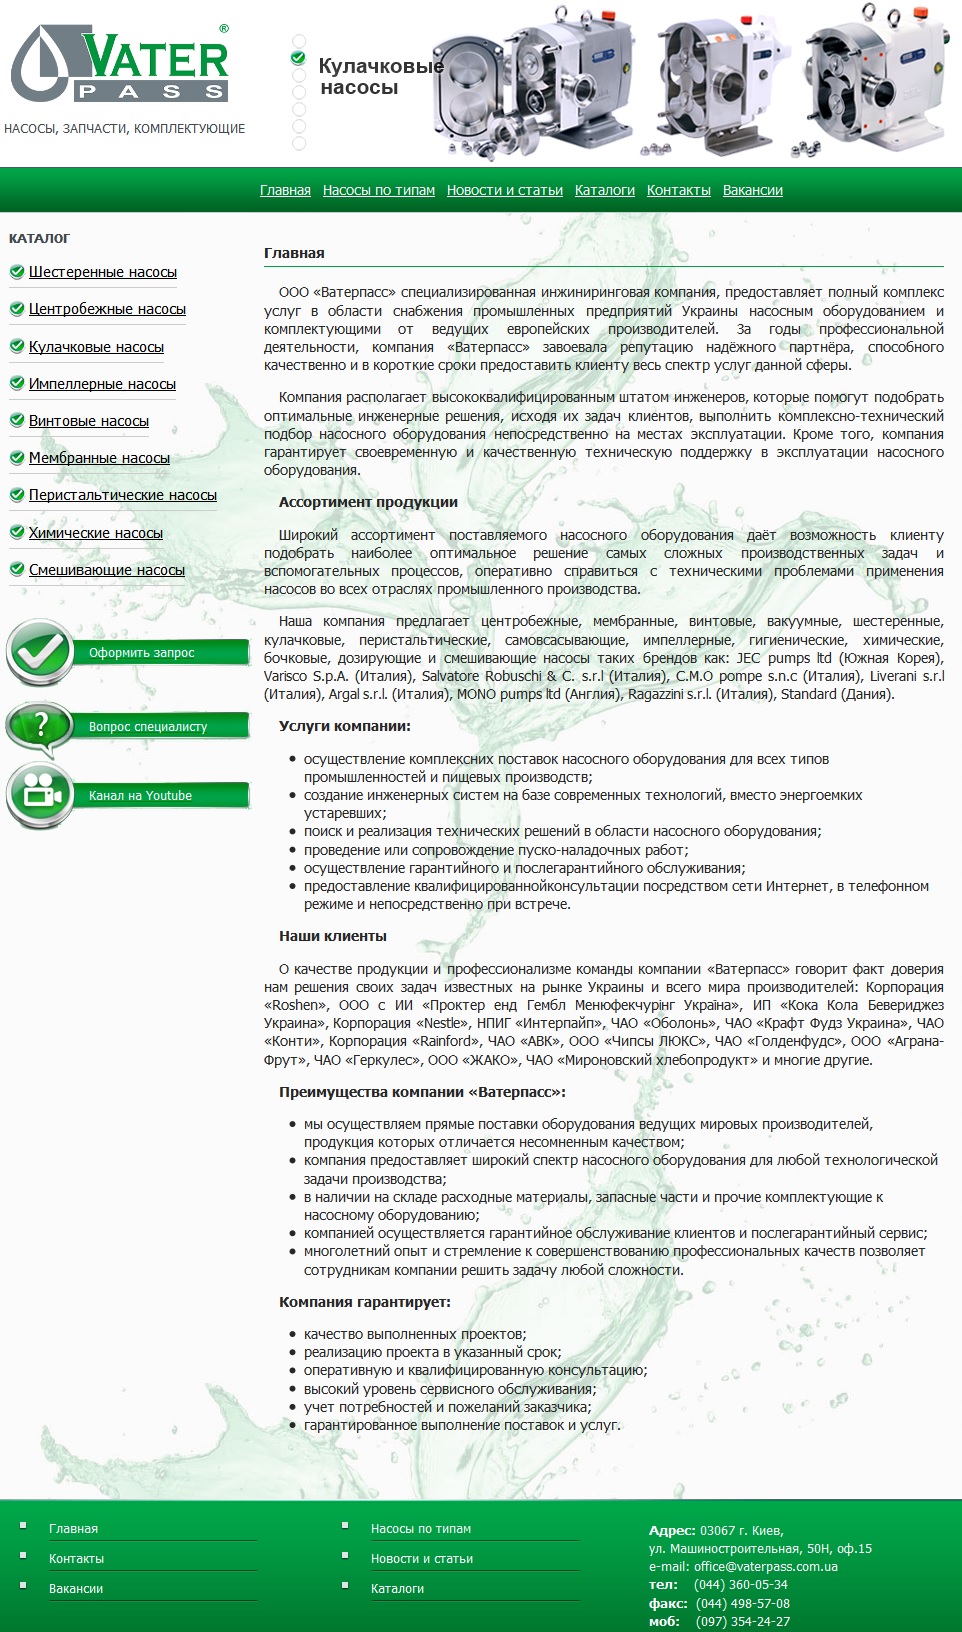 VATER®
PASS
НАСОСЫ, ЗАПЧАСТИ, КОМПЛЕКТУЮЩИЕ
Кулачковые
насосы
Главная Насосы по типам Новости и статьи Каталоги Контакты Вакансии
КАТАЛОГ
Шестеренные насосы
Центробежные насосы
Кулачковые насосы
Импеллерные насосы
Винтовые насосы
Мембранные насосы
Перистальтические насосы
Химические насосы
Смешивающие насосы
Оформить запрос
Вопрос специалисту
Канал на Youtube
Главная
ООО «Ватерпасс» специализированная инжиниринговая компания, предоставляет полный комплекс
услуг в области снабжения промышленных предприятий Украины насосным оборудованием и
комплектующими от ведущих европейских производителей. За годы профессиональной
деятельности, компания «Ватерпасс» завоевала репутацию надёжного партнёра, способного
качественно и в короткие сроки предоставить клиенту весь спектр услуг данной сферы.
Компания располагает высококвалифицированным штатом инженеров, которые помогут подобрать
оптимальные инженерные решения, исходя их задач клиентов, выполнить комплексно-технический
подбор насосного оборудования непосредственно на местах эксплуатации. Кроме того, компания
гарантирует своевременную и качественную техническую поддержку в эксплуатации насосного
оборудования.
Ассортимент продукции
Широкий ассортимент поставляемого насосного оборудования даёт возможность клиенту
подобрать наиболее оптимальное решение самых сложных производственных задач и
вспомогательных процессов, оперативно справиться с техническими проблемами применения
насосов во всех отраслях промышленного производства.
Наша компания предлагает центробежные, мембранные, винтовые, вакуумные, шестеренные,
кулачковые, перистальтические, самовсасывающие, импеллерные, гигиенические, химические,
бочковые, дозирующие и смешивающие насосы таких брендов как: JEC pumps ltd (Южная Корея),
Varisco S.p.A. (Италия), Salvatore Robuschi & C. s.r.l (Италия), C.M.O pompe s.n.c (Италия), Liverani s.r.l
(Италия), Argal s.r.l. (Италия), MONO pumps ltd (Англия), Ragazzini s.r.l. (Италия), Standard (Дания).
Услуги компании:
• осуществление комплексних поставок насосного оборудования для всех типов
промышленностей и пищевых производств;
• создание инженерных систем на базе современных технологий, вместо энергоемких
устаревших;
• поиск и реализация технических решений в области насосного оборудования;
• проведение или сопровождение пуско-наладочных работ;
• осуществление гарантийного и послегарантийного обслуживания;
• предоставление квалифицированнойконсультации посредством сети Интернет, в телефонном
режиме и непосредственно при встрече.
Наши клиенты
О качестве продукции и профессионализме команды компании «Ватерпасс» говорит факт доверия
нам решения своих задач известных на рынке Украины и всего мира производителей: Корпорация
«Roshen», ООО с ИИ «Проктер енд Гембл Менюфекчурінг Україна», ИП «Кока Кола Бевериджез
Украина», Корпорация «Nestle», НПИГ «Интерпайп», ЧАО «Оболонь», ЧАО «Крафт Фудз Украина», ЧАО
«Конти», Корпорация «Rainford», ЧАО «АВК», ООО «Чипсы ЛЮКС», ЧАО «Голденфудс», ООО «Аграна-
Фрут», ЧАО «Геркулес», ООО «ЖАКО», ЧАО «Мироновский хлебопродукт» и многие другие.
Преимущества компании «Ватерпасс»:
• мы осуществляем прямые поставки оборудования ведущих мировых производителей,
продукция которых отличается несомненным качеством;
• компания предоставляет широкий спектр насосного оборудования для любой технологической
задачи производства;
• в наличии на складе расходные материалы, запасные части и прочие комплектующие к
насосному оборудованию;
• компанией осуществляется гарантийное обслуживание клиентов и послегарантийный сервис;
• многолетний опыт и стремление к совершенствованию профессиональных качеств позволяет
сотрудникам компании решить задачу любой сложности.
Компания гарантирует:
• качество выполненных проектов;
• реализацию проекта в указанный срок;
• оперативную и квалифицированную консультацию;
• высокий уровень сервисного обслуживания;
• учет потребностей и пожеланий заказчика;
• гарантированное выполнение поставок и услуг.
Главная
Контакты
Вакансии
Насосы по типам
Новости и статьи
Каталоги
Адрес: 03067 г. Киев,
ул. Машиностроительная, 50Н, оф.15
e-mail: office@vaterpass.com.ua
тел: (044) 360-05-34
факс: (044) 498-57-08
моб: (097) 354-24-27